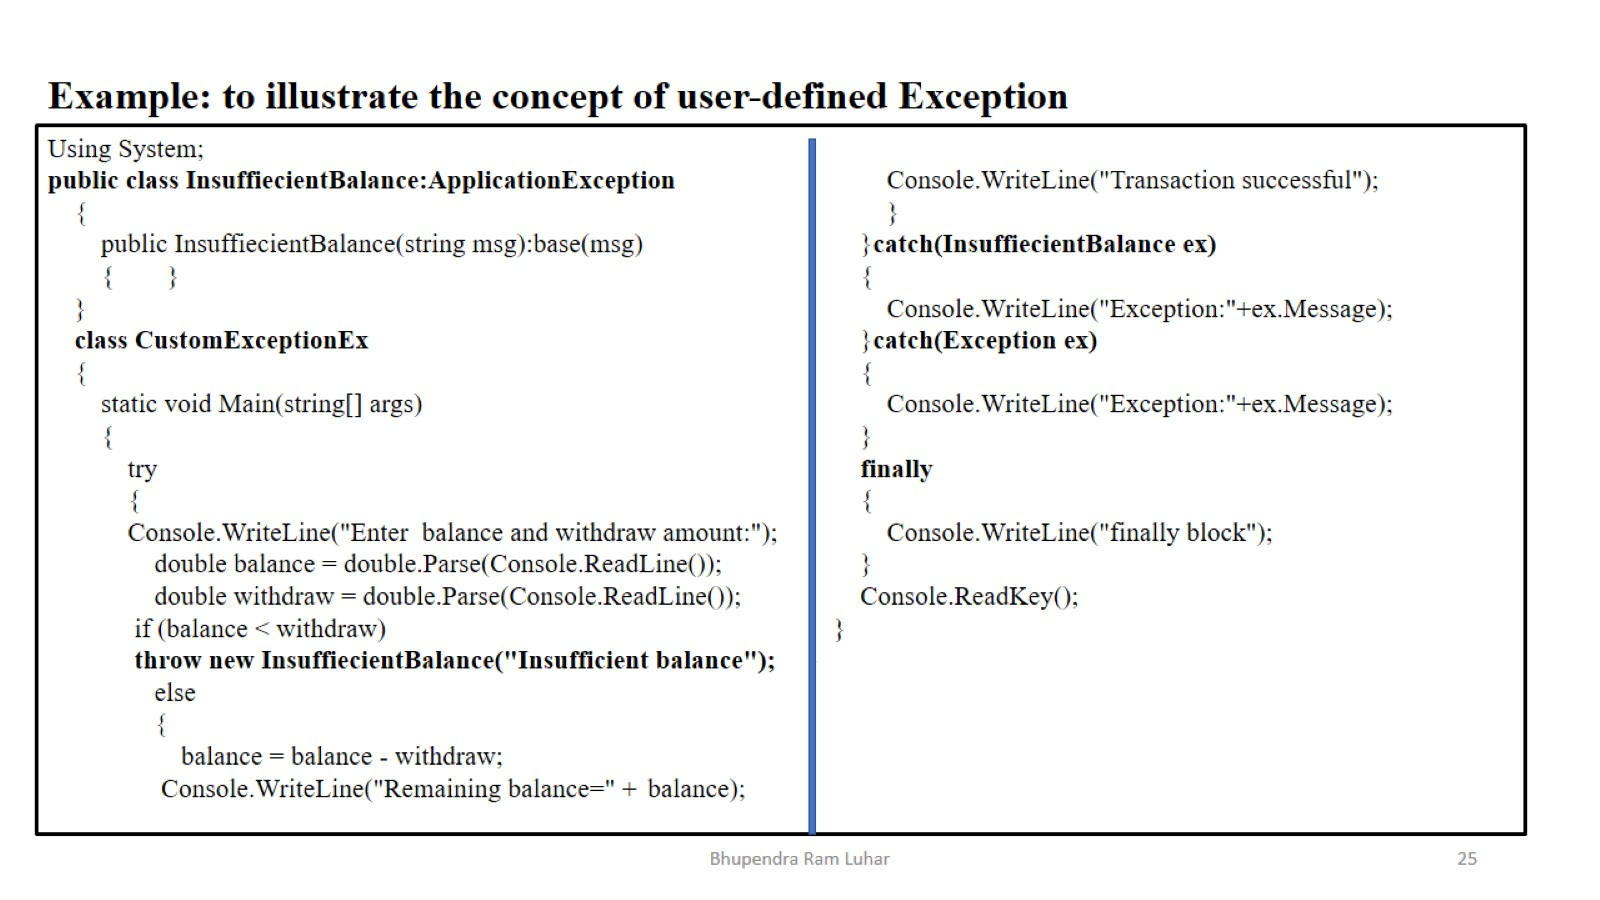 Example: to illustrate the concept of user-defined Exception
Using System;
public class InsuffiecientBalance:ApplicationException
{
public InsuffiecientBalance(string msg):base(msg)
{ }
}
class CustomExceptionEx
{
static void Main(string[] args)
{
try
{
Console.WriteLine("Enter  balance and withdraw amount:");
double balance = double.Parse(Console.ReadLine());
double withdraw = double.Parse(Console.ReadLine());
if (balance < withdraw)
throw new InsuffiecientBalance("Insufficient balance");
else
{
balance = balance - withdraw;
Console.WriteLine("Remaining balance=" + balance);
Console.WriteLine("Transaction successful");
}
}catch(InsuffiecientBalance ex)
{
Console.WriteLine("Exception:"+ex.Message);
}catch(Exception ex)
{
Console.WriteLine("Exception:"+ex.Message);
}
finally
{
Console.WriteLine("finally block");
}
Console.ReadKey();
}
Bhupendra Ram Luhar
25